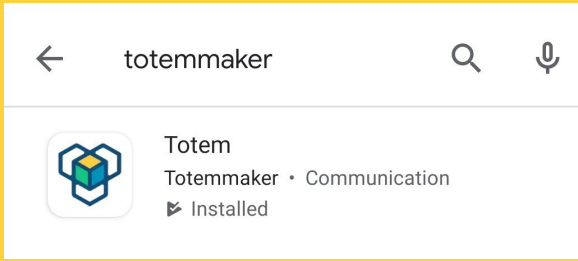 totemmaker
Totem
Totemmaker • Communication
Installed